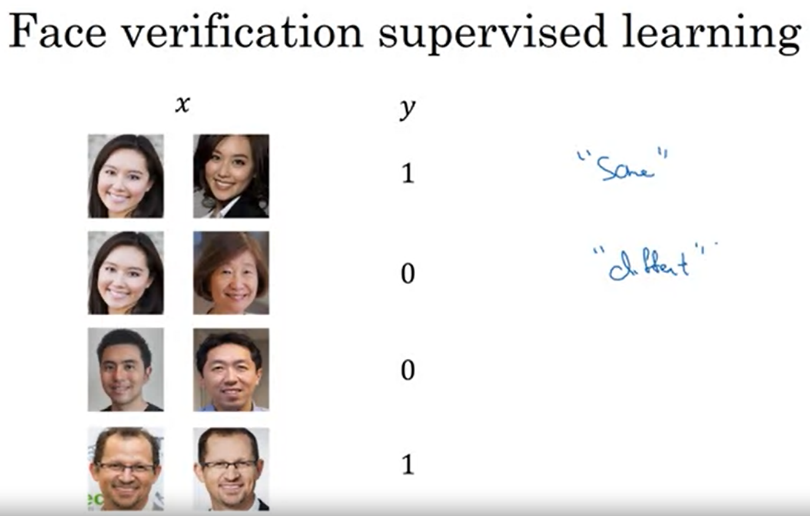 Face verification supervised learning
x y
1 "Same"
0 "different"
0
1